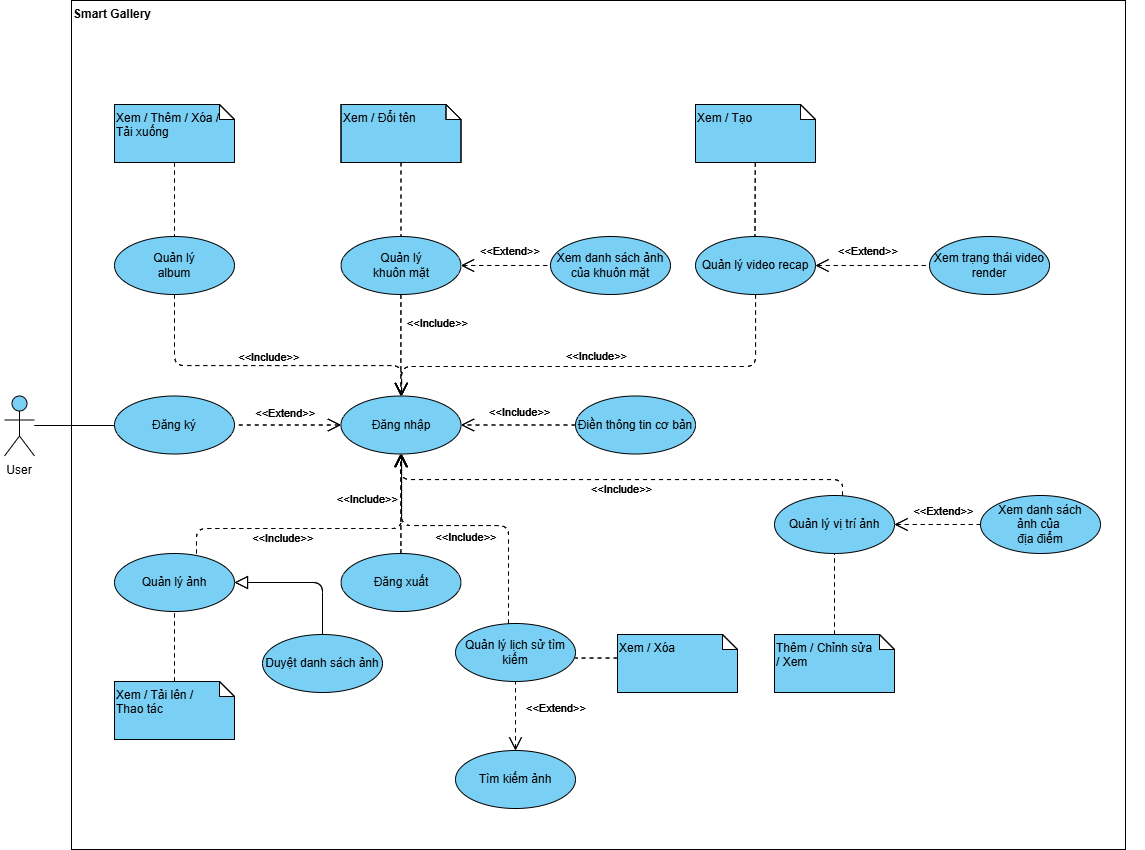 Smart Gallery
Xem / Thêm / Xóa /
Tải xuống
Xem / Đổi tên
Xem / Tạo
Quản lý
album
Quản lý
khuôn mặt
<<Extend>>
Xem danh sách ảnh
của khuôn mặt
Quản lý video recap
<<Extend>>
Xem trạng thái video
render
<<Include>>
<<Include>>
<<Include>>
User
Đăng ký
<<Extend>>
Đăng nhập
<<Include>>
Điền thông tin cơ bản
<<Include>>
<<Include>>
<<Include>>
<<Include>>
Quản lý vị trí ảnh
<<Extend>>
Xem danh sách
ảnh của
địa điểm
Quản lý ảnh
Đăng xuất
Duyệt danh sách ảnh
Quản lý lịch sử tìm
kiếm
Xem / Xóa
Thêm / Chỉnh sửa
/ Xem
Xem / Tải lên /
Thao tác
<<Extend>>
Tìm kiếm ảnh